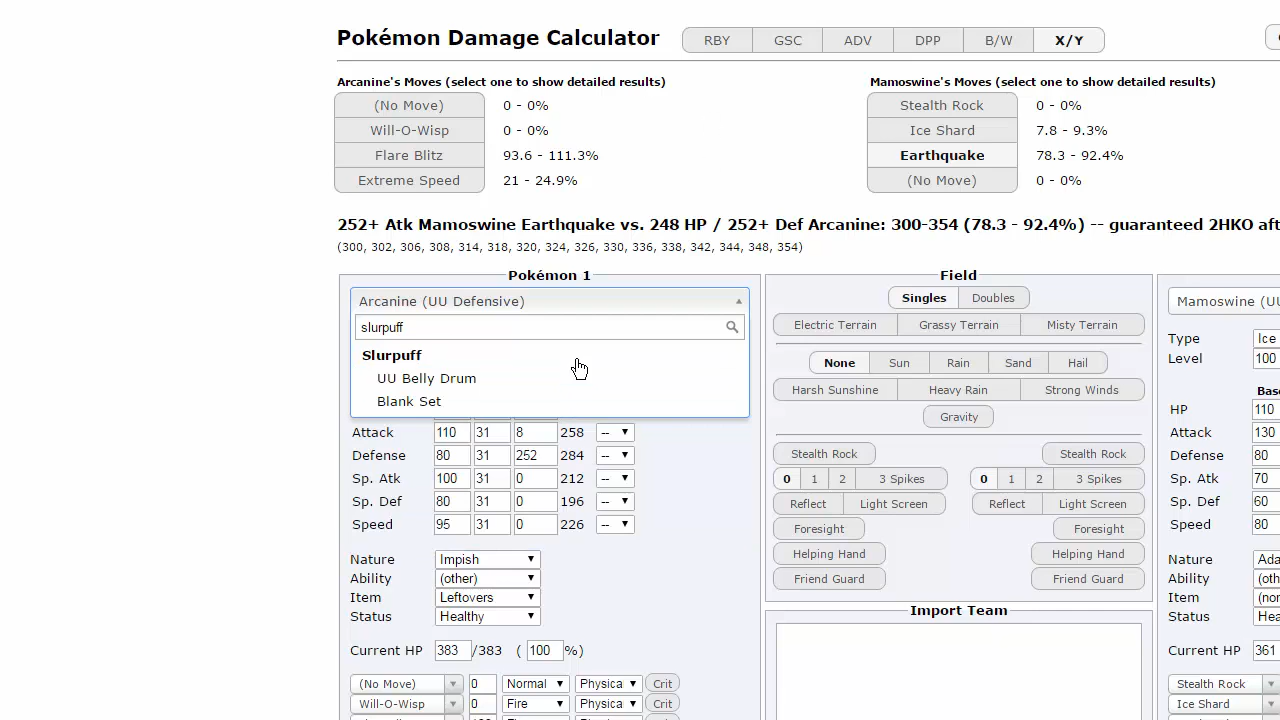 Pokémon Damage Calculator
RBY GSC ADV DPP B/W X/Y
Arcanine's Moves (select one to show detailed results)
(No Move) 0 - 0%
Will-O-Wisp 0 - 0%
Flare Blitz 93.6 - 111.3%
Extreme Speed 21 - 24.9%
Mamoswine's Moves (select one to show detailed results)
Stealth Rock 0 - 0%
Ice Shard 7.8 - 9.3%
Earthquake 78.3 - 92.4%
(No Move) 0 - 0%
252+ Atk Mamoswine Earthquake vs. 248 HP / 252+ Def Arcanine: 300-354 (78.3 - 92.4%) -- guaranteed 2HKO
(300, 302, 306, 308, 314, 318, 320, 324, 326, 330, 336, 338, 342, 344, 348, 354)
Pokémon 1
Arcanine (UU Defensive)
slurpuff
Slurpuff
UU Belly Drum
Blank Set
Attack 110 31 8 258 --
Defense 80 31 252 284 --
Sp. Atk 100 31 0 212 --
Sp. Def 80 31 0 196 --
Speed 95 31 0 226 --
Nature Impish
Ability (other)
Item Leftovers
Status Healthy
Current HP 383 /383 ( 100 %)
(No Move) 0 Normal Physica Crit
Will-O-Wisp 0 Fire Physica Crit
Field
Singles Doubles
Electric Terrain Grassy Terrain Misty Terrain
None Sun Rain Sand Hail
Harsh Sunshine Heavy Rain Strong Winds
Gravity
Stealth Rock Stealth Rock
0 1 2 3 Spikes 0 1 2 3 Spikes
Reflect Light Screen Reflect Light Screen
Foresight Foresight
Helping Hand Helping Hand
Friend Guard Friend Guard
Import Team
Mamoswine (UU
Type Ice
Level 100
Bas
HP 110
Attack 130
Defense 80
Sp. Atk 70
Sp. Def 60
Speed 80
Nature Ada
Ability (oth
Item (non
Status Hea
Current HP 361
Stealth Rock
Ice Shard